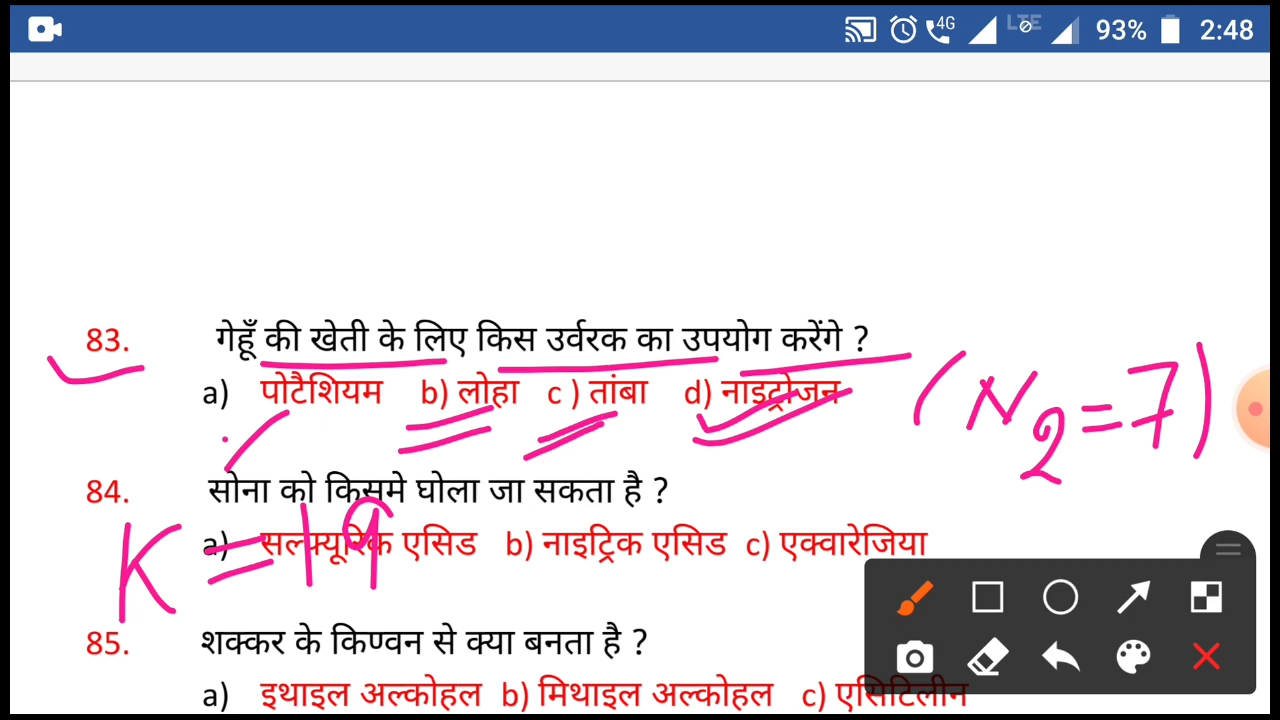 4G LTE 93% 2:48
83. गेहूँ की खेती के लिए किस उर्वरक का उपयोग करेंगे ?
a) पोटैशियम b) लोहा c ) तांबा d) नाइट्रोजन
(N2=7)
84. सोना को किसमे घोला जा सकता है ?
a) सल्फ्यूरिक एसिड b) नाइट्रिक एसिड c) एक्वारेजिया
K=19
85. शक्कर के किण्वन से क्या बनता है ?
a) इथाइल अल्कोहल b) मिथाइल अल्कोहल c) एसिटिलीन